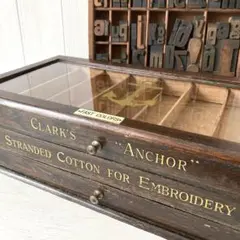 CLARK'S "ANCHOR"
STRANDED COTTON FOR EMBROIDERY